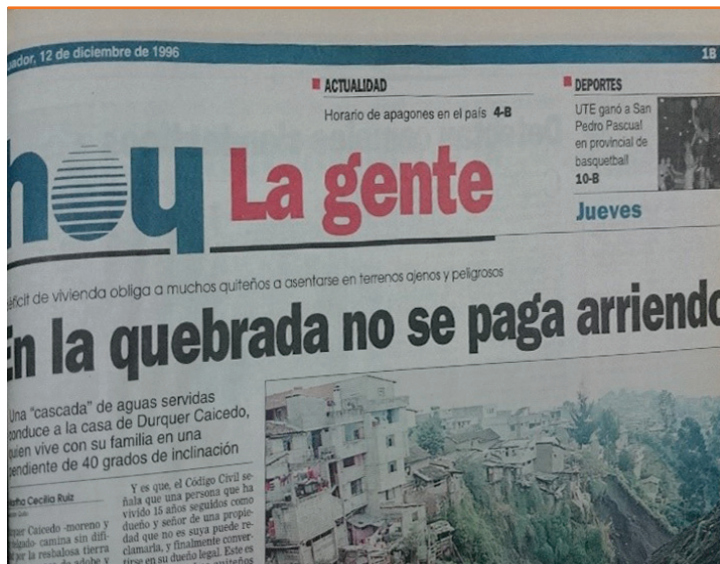 uador, 12 de diciembre de 1996
1B
ACTUALIDAD
Horario de apagones en el país 4-B
DEPORTES
UTE ganó a San
Pedro Pascual
en provincial de
basquetball
10-B
hoy La gente
Jueves
éficit de vivienda obliga a muchos quiteños a asentarse en terrenos ajenos y peligrosos
En la quebrada no se paga arriendo
Una "cascada" de aguas servidas
conduce a la casa de Durquer Caicedo,
quien vive con su familia en una
pendiente de 40 grados de inclinación
Cecilia Ruiz
quer Caicedo -moreno y
camina sin difi-
por la resbalosa tierra
adobe y
Y es que, el Código Civil se-
ñala que una persona que ha
vivido 15 años seguidos como
dueño y señor de una propie-
dad que no es suya puede re-
clamarla, y finalmente conver-
tirse en su dueño legal. Este es
quiteños